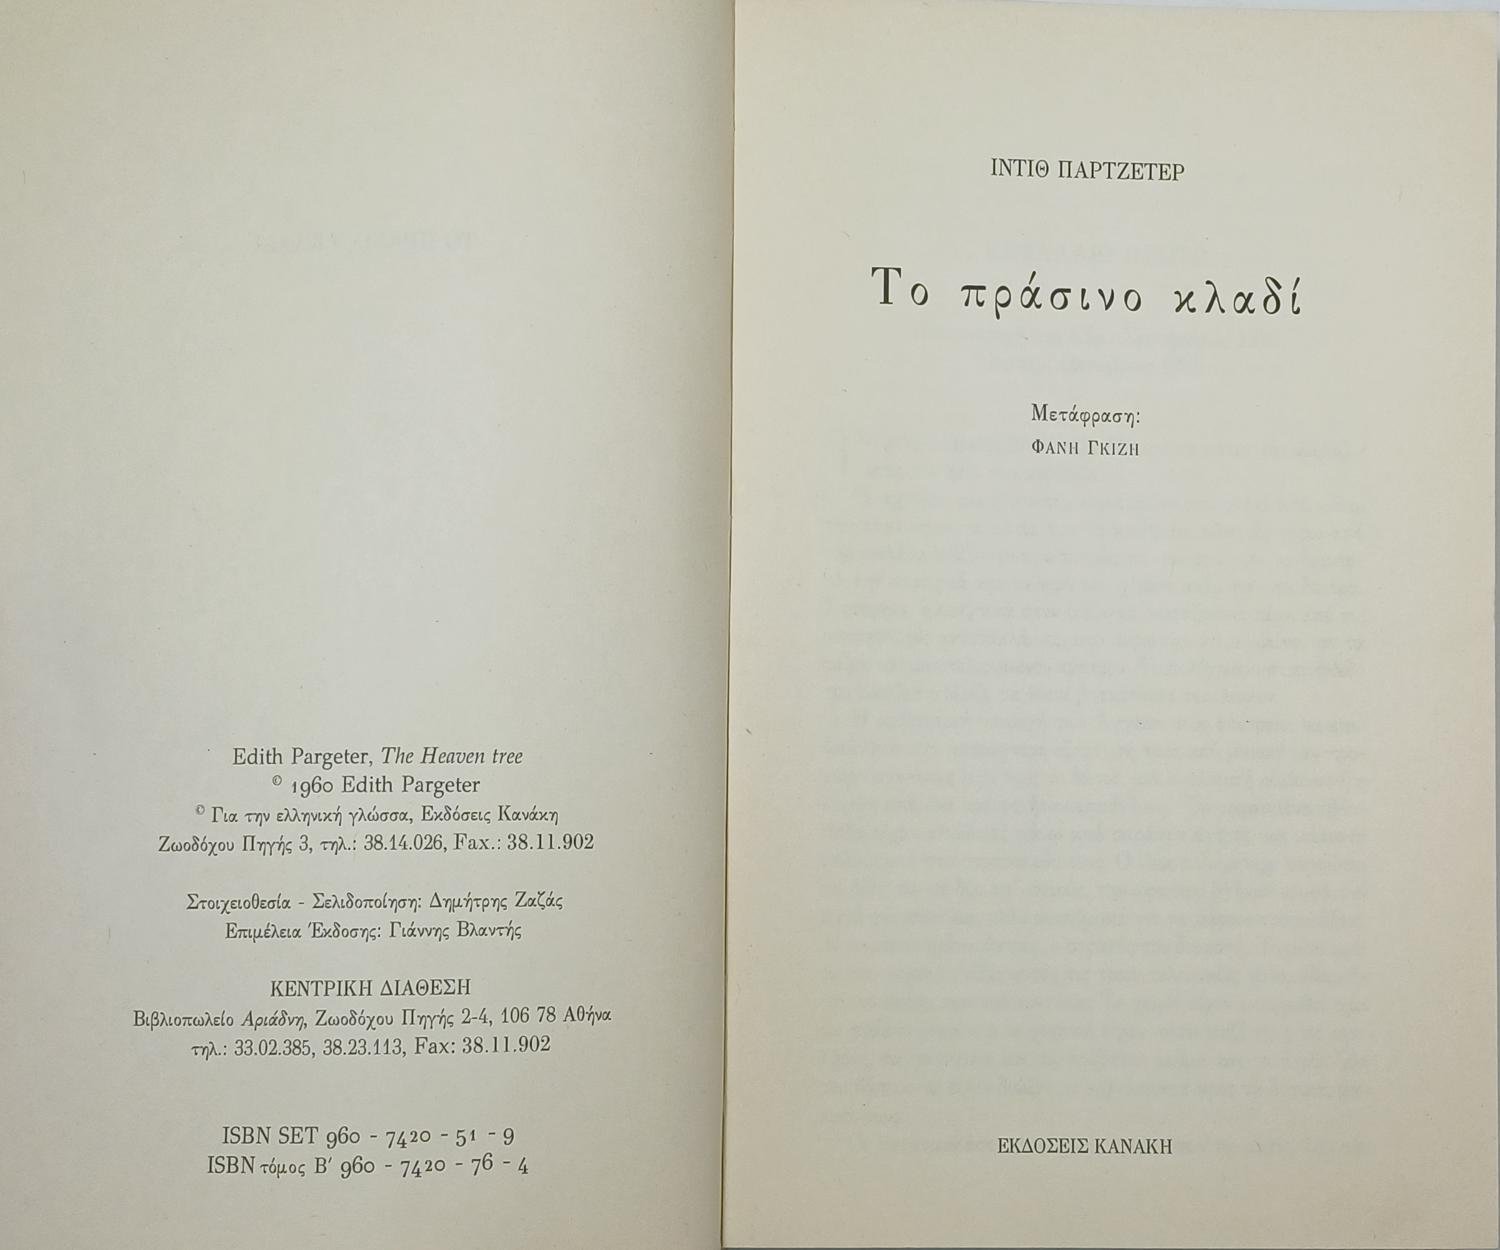 Edith Pargeter, The Heaven tree
© 1960 Edith Pargeter
© Για την ελληνική γλώσσα, Εκδόσεις Κανάκη
Ζωοδόχου Πηγής 3, τηλ.: 38.14.026, Fax.: 38.11.902
Στοιχειοθεσία - Σελιδοποίηση: Δημήτρης Ζαζάς
Επιμέλεια Έκδοσης: Γιάννης Βλαντής
ΚΕΝΤΡΙΚΗ ΔΙΑΘΕΣΗ
Βιβλιοπωλείο Αριάδνη, Ζωοδόχου Πηγής 2-4, 106 78 Αθήνα
τηλ.: 33.02.385, 38.23.113, Fax: 38.11.902
ISBN SET 960 - 7420 - 51 - 9
ISBN τόμος Β′ 960 - 7420 - 76 - 4
ΙΝΤΙΘ ΠΑΡΤΖΕΤΕΡ
Το πράσινο κλαδί
Μετάφραση:
ΦΑΝΗ ΓΚΙΖΗ
ΕΚΔΟΣΕΙΣ ΚΑΝΑΚΗ